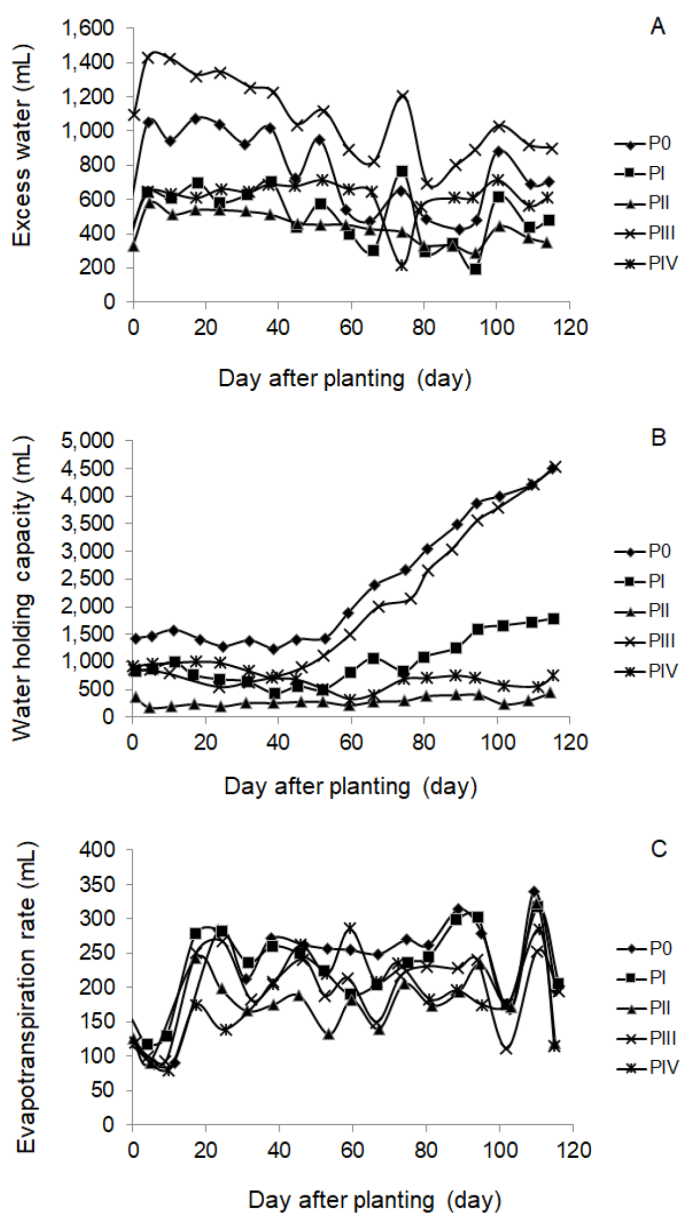 A
Excess water (mL)
1,600
1,400
1,200
1,000
800
600
400
200
0
0 20 40 60 80 100 120
Day after planting (day)
P0
PI
PII
PIII
PIV
B
Water holding capacity (mL)
5,000
4,500
4,000
3,500
3,000
2,500
2,000
1,500
1,000
500
0
0 20 40 60 80 100 120
Day after planting (day)
P0
PI
PII
PIII
PIV
C
Evapotranspiration rate (mL)
400
350
300
250
200
150
100
50
0
0 20 40 60 80 100 120
Day after planting (day)
P0
PI
PII
PIII
PIV